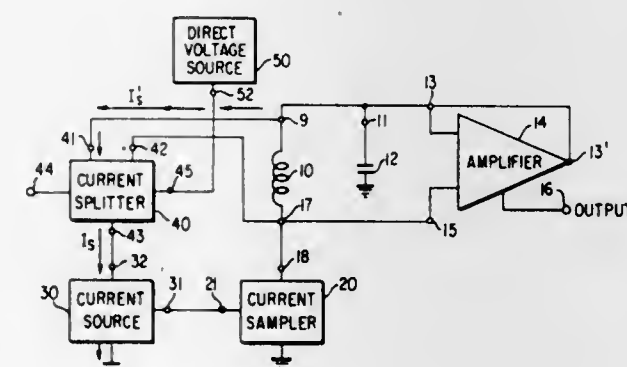 DIRECT
VOLTAGE
SOURCE
50
52
I's
9
13
11
14
41
42
10
12
AMPLIFIER
13'
44
45
CURRENT
SPLITTER
40
17
15
16
OUTPUT
43
Is
32
18
30
31
21
20
CURRENT
SOURCE
CURRENT
SAMPLER